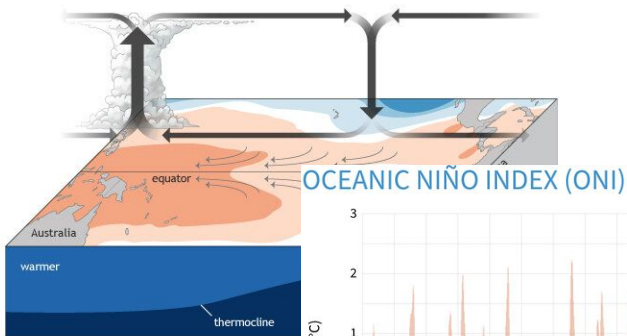 equator
OCEANIC NIÑO INDEX (ONI)
3
Australia
warmer
2
thermocline
1
°C)